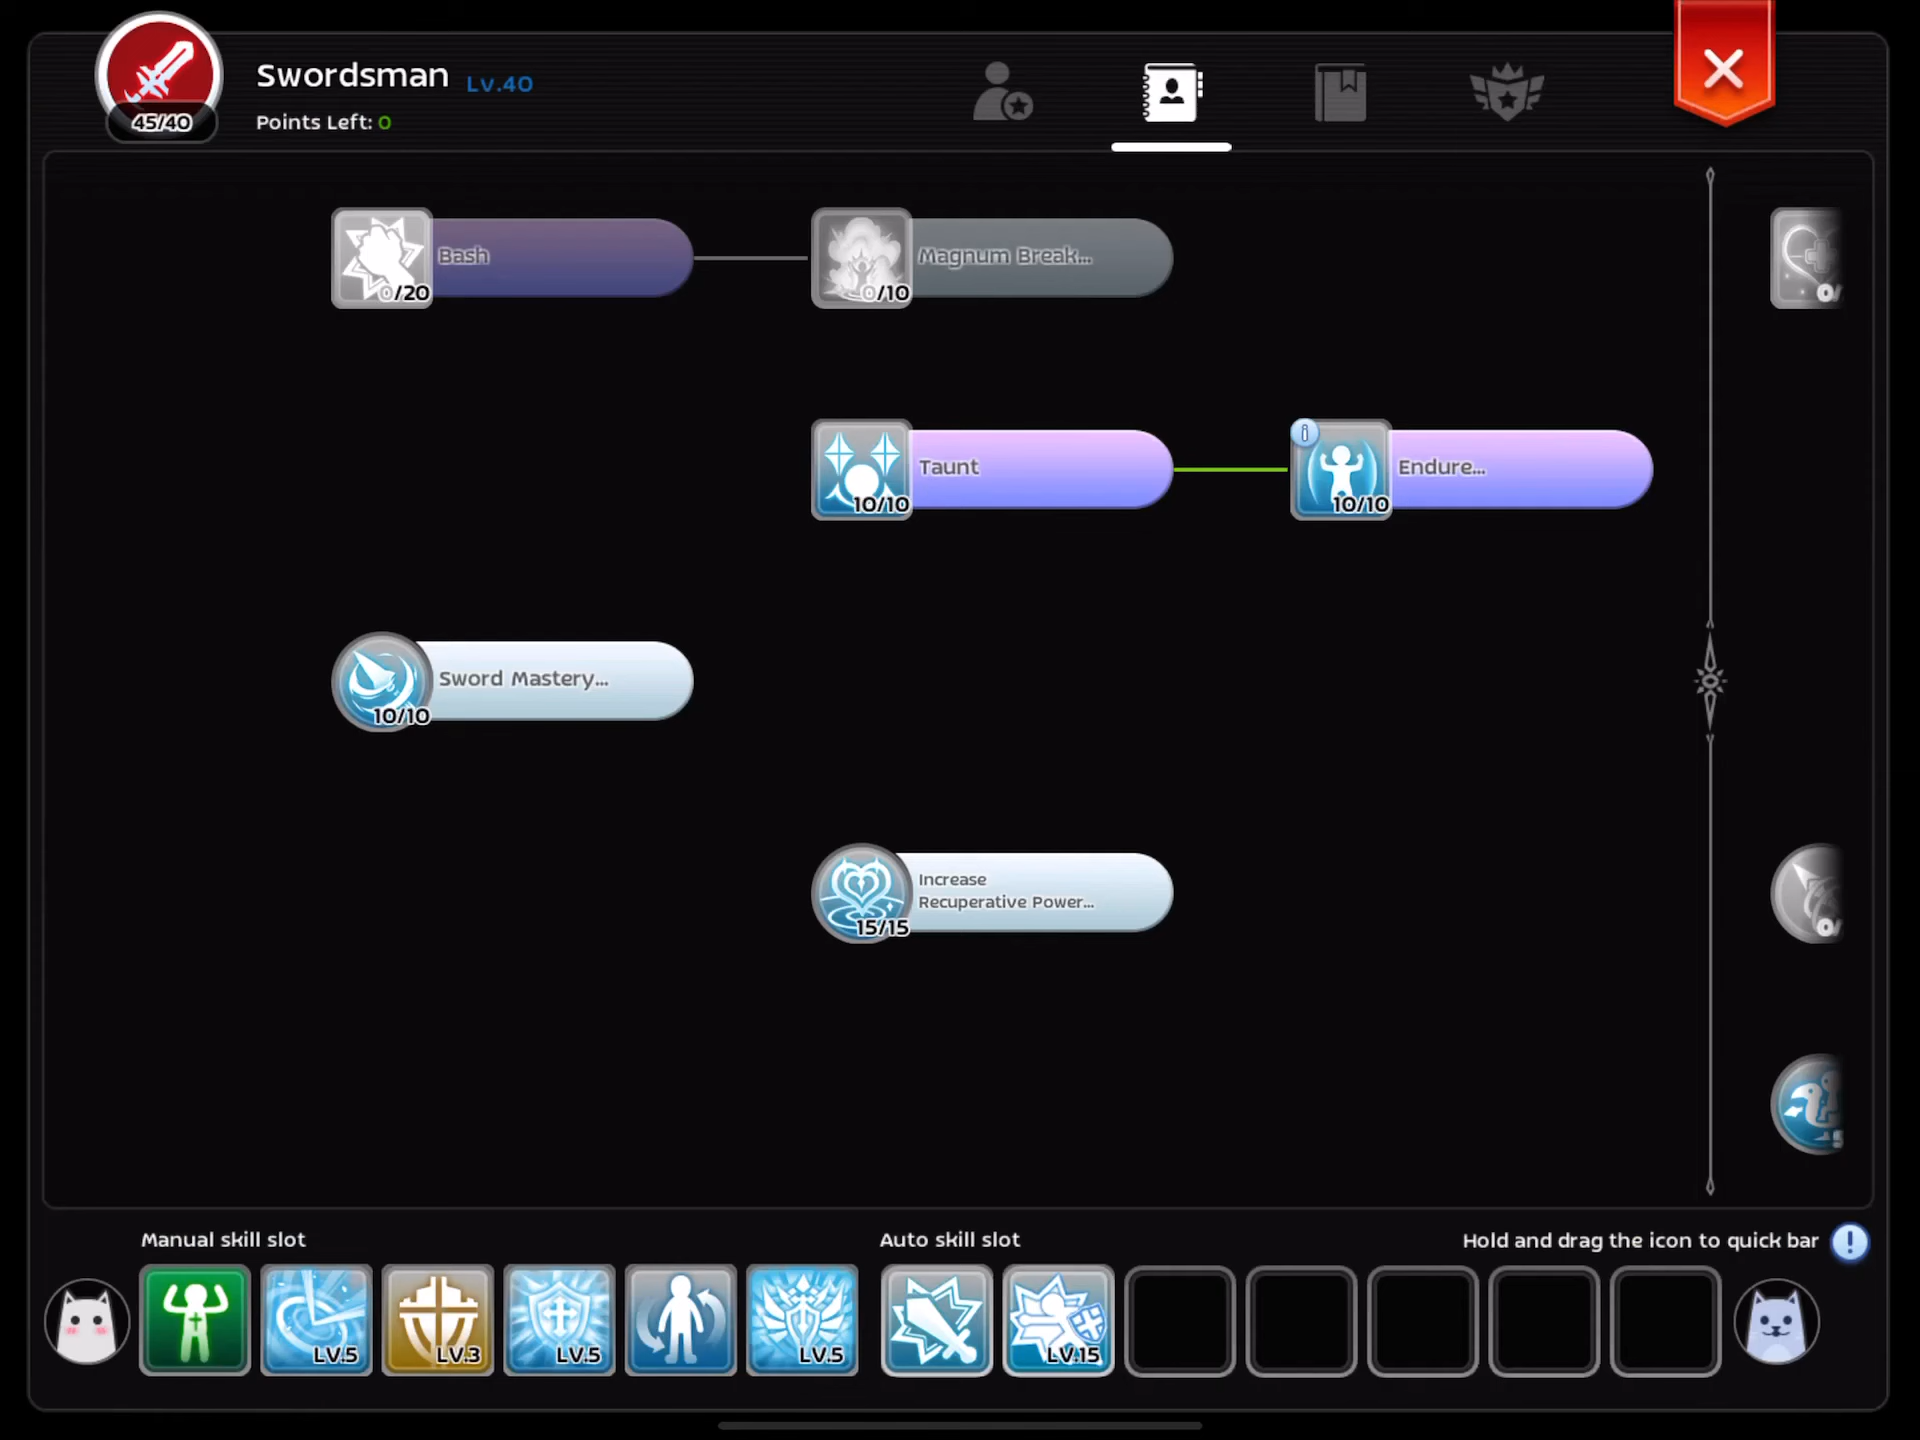 Swordsman Lv.40
45/40
Points Left: 0
Bash
0/20
Magnum Break...
0/10
Taunt
10/10
Endure...
10/10
Sword Mastery...
10/10
Increase
Recuperative Power...
15/15
Manual skill slot
Auto skill slot
Hold and drag the icon to quick bar
LV.5
LV.3
LV.5
LV.5
LV.15